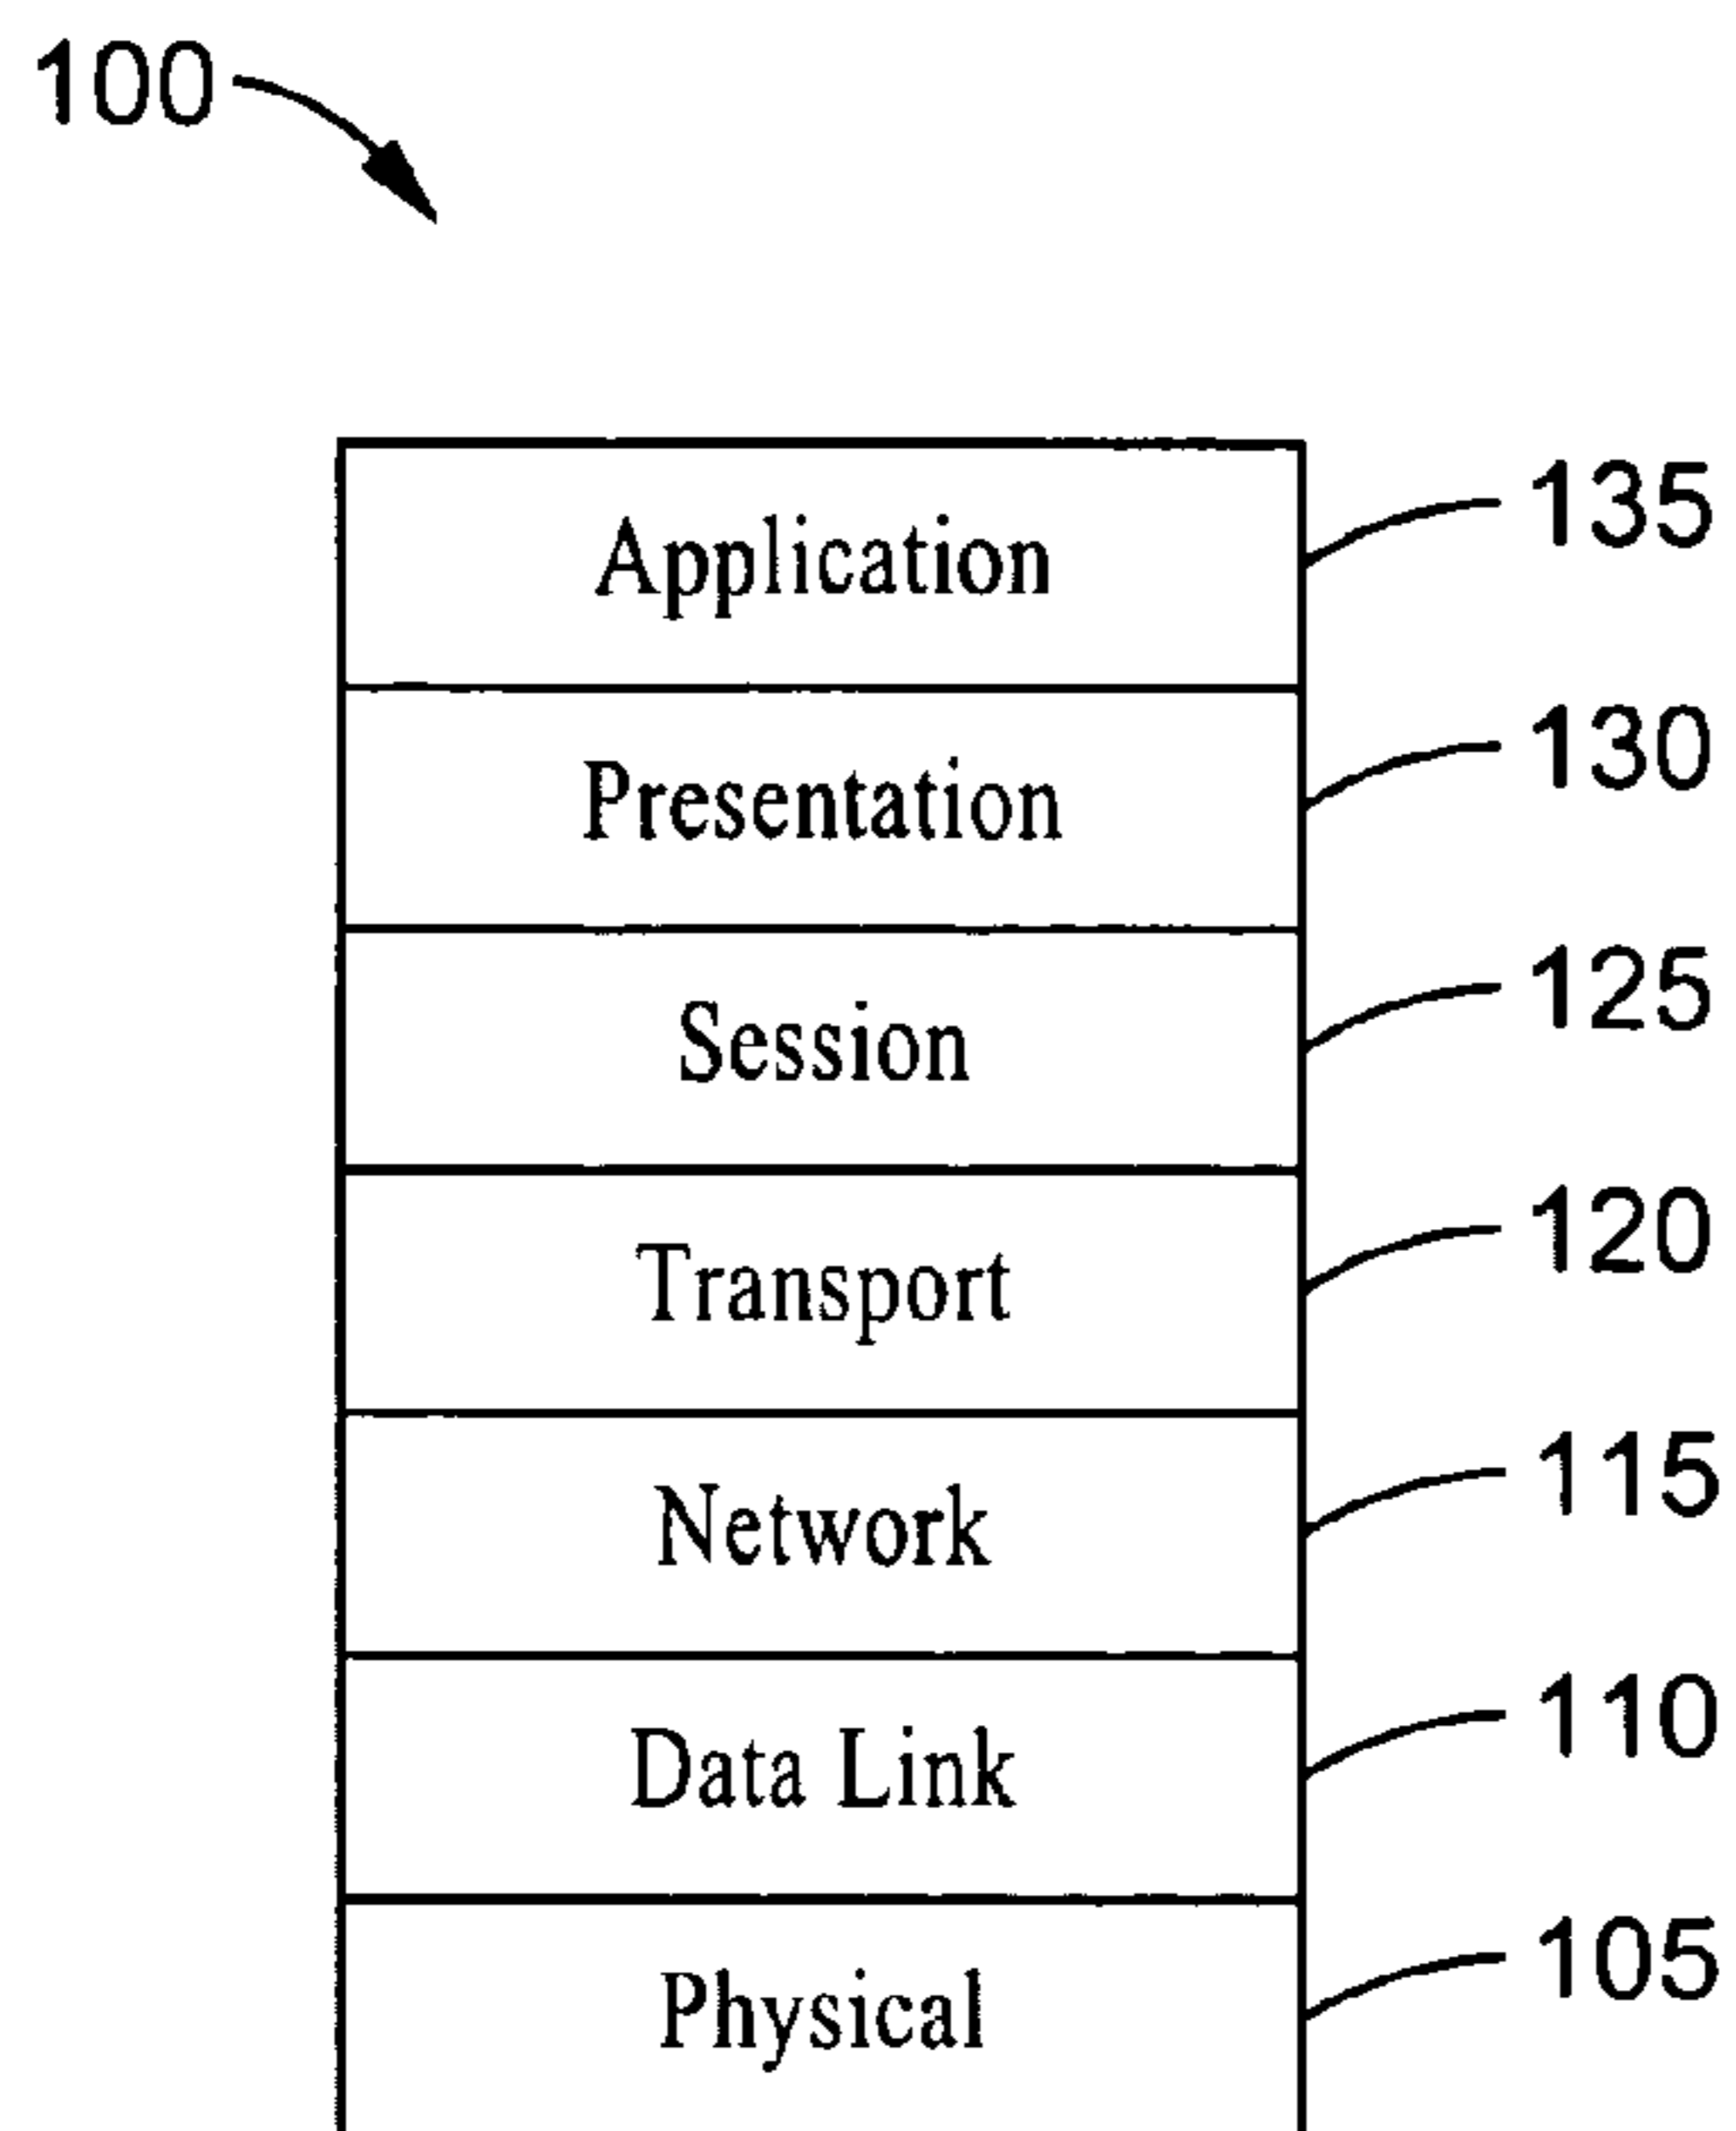 100
Application 135
Presentation 130
Session 125
Transport 120
Network 115
Data Link 110
Physical 105